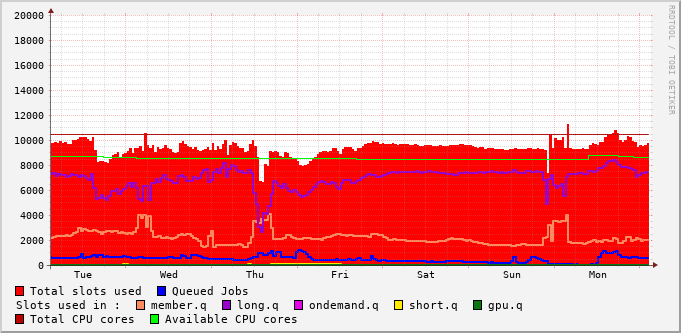 20000
18000
16000
14000
12000
10000
8000
6000
4000
2000
0
Tue Wed Thu Fri Sat Sun Mon
Total slots used Queued Jobs
Slots used in : member.q long.q ondemand.q short.q gpu.q
Total CPU cores Available CPU cores
RRDTOOL / TOBI OETIKER